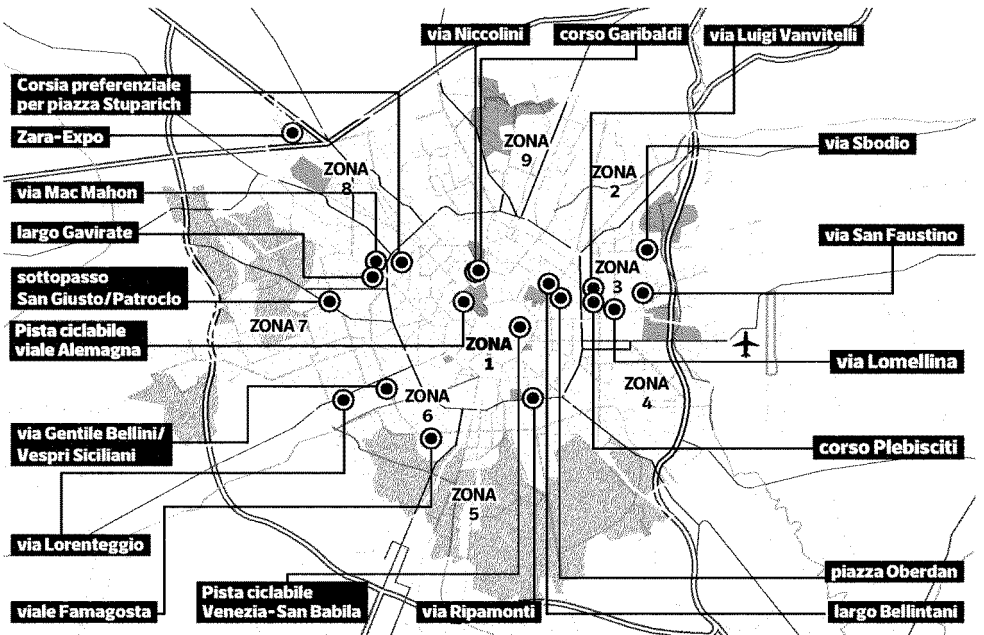 via Niccolini
corso Garibaldi
via Luigi Vanvitelli
Corsia preferenziale
per piazza Stuparich
Zara-Expo
ZONA
9
via Sbodio
ZONA
8
ZONA
2
via Mac Mahon
largo Gavirate
via San Faustino
sottopasso
San Giusto/Patroclo
ZONA
3
ZONA 7
Pista ciclabile
viale Alemagna
ZONA
1
via Lomellina
ZONA
6
ZONA
4
via Gentile Bellini/
Vespri Siciliani
corso Plebisciti
ZONA
5
via Lorenteggio
piazza Oberdan
viale Famagosta
Pista ciclabile
Venezia-San Babila
via Ripamonti
largo Bellintani